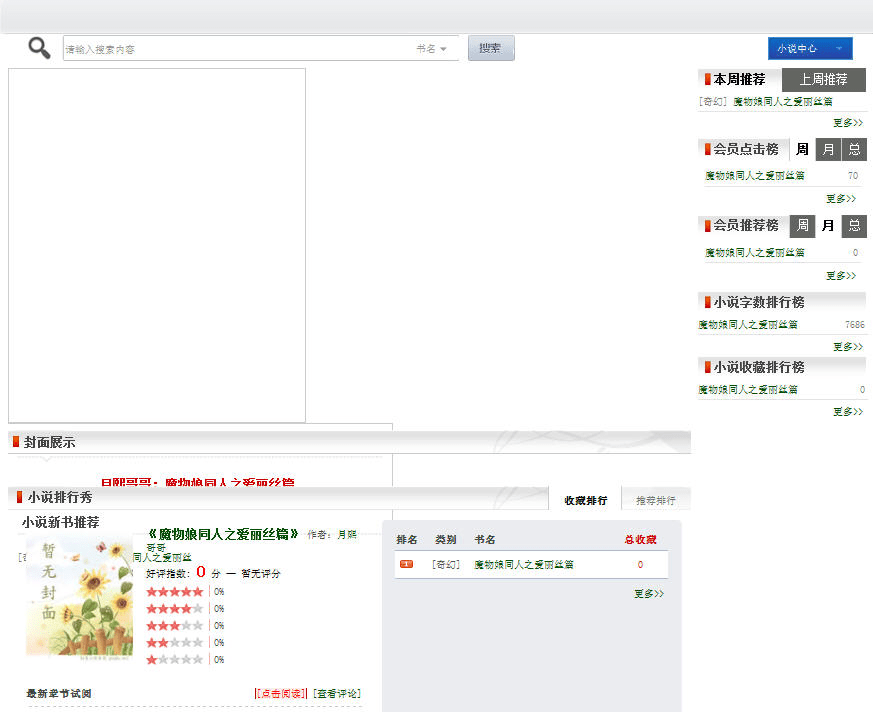 请输入搜索内容 书名 搜索 小说中心
本周推荐 上周推荐
[奇幻] 魔物娘同人之爱丽丝篇
更多>>
会员点击榜 周 月 总
魔物娘同人之爱丽丝篇 70
更多>>
会员推荐榜 周 月 总
魔物娘同人之爱丽丝篇 0
更多>>
小说字数排行榜
魔物娘同人之爱丽丝篇 7686
更多>>
小说收藏排行榜
魔物娘同人之爱丽丝篇 0
更多>>
封面展示
月熙哥哥：魔物娘同人之爱丽丝篇
小说排行秀 收藏排行 推荐排行
小说新书推荐
暂无封面
《魔物娘同人之爱丽丝篇》 作者：月熙
哥哥
同人之爱丽丝
好评指数：0 分 — 暂无评分
0%
0%
0%
0%
0%
最新章节试阅 [点击阅读] [查看评论]
排名 类别 书名 总收藏
1 [奇幻] 魔物娘同人之爱丽丝篇 0
更多>>